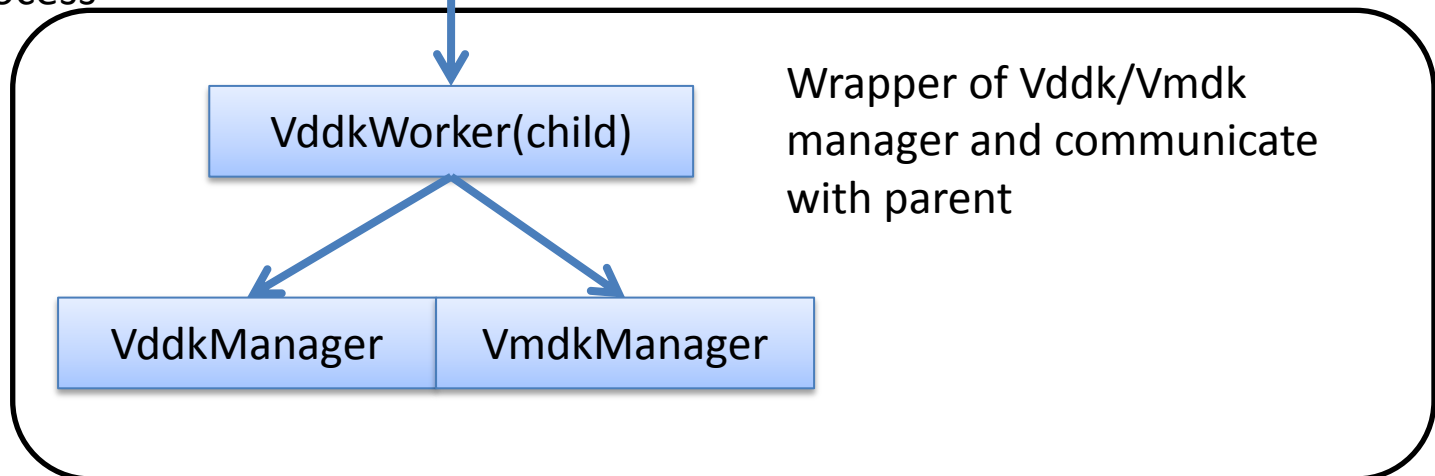 VddkWorker(child)
Wrapper of Vddk/Vmdk
manager and communicate
with parent
VddkManager
VmdkManager